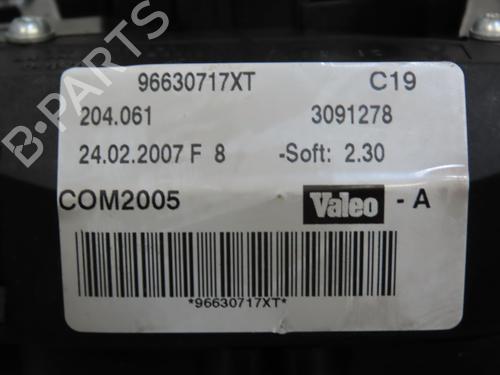 96630717XT C19
204.061 3091278
24.02.2007 F 8 -Soft: 2.30
COM2005 Valeo - A
*96630717XT*
B-PARTS